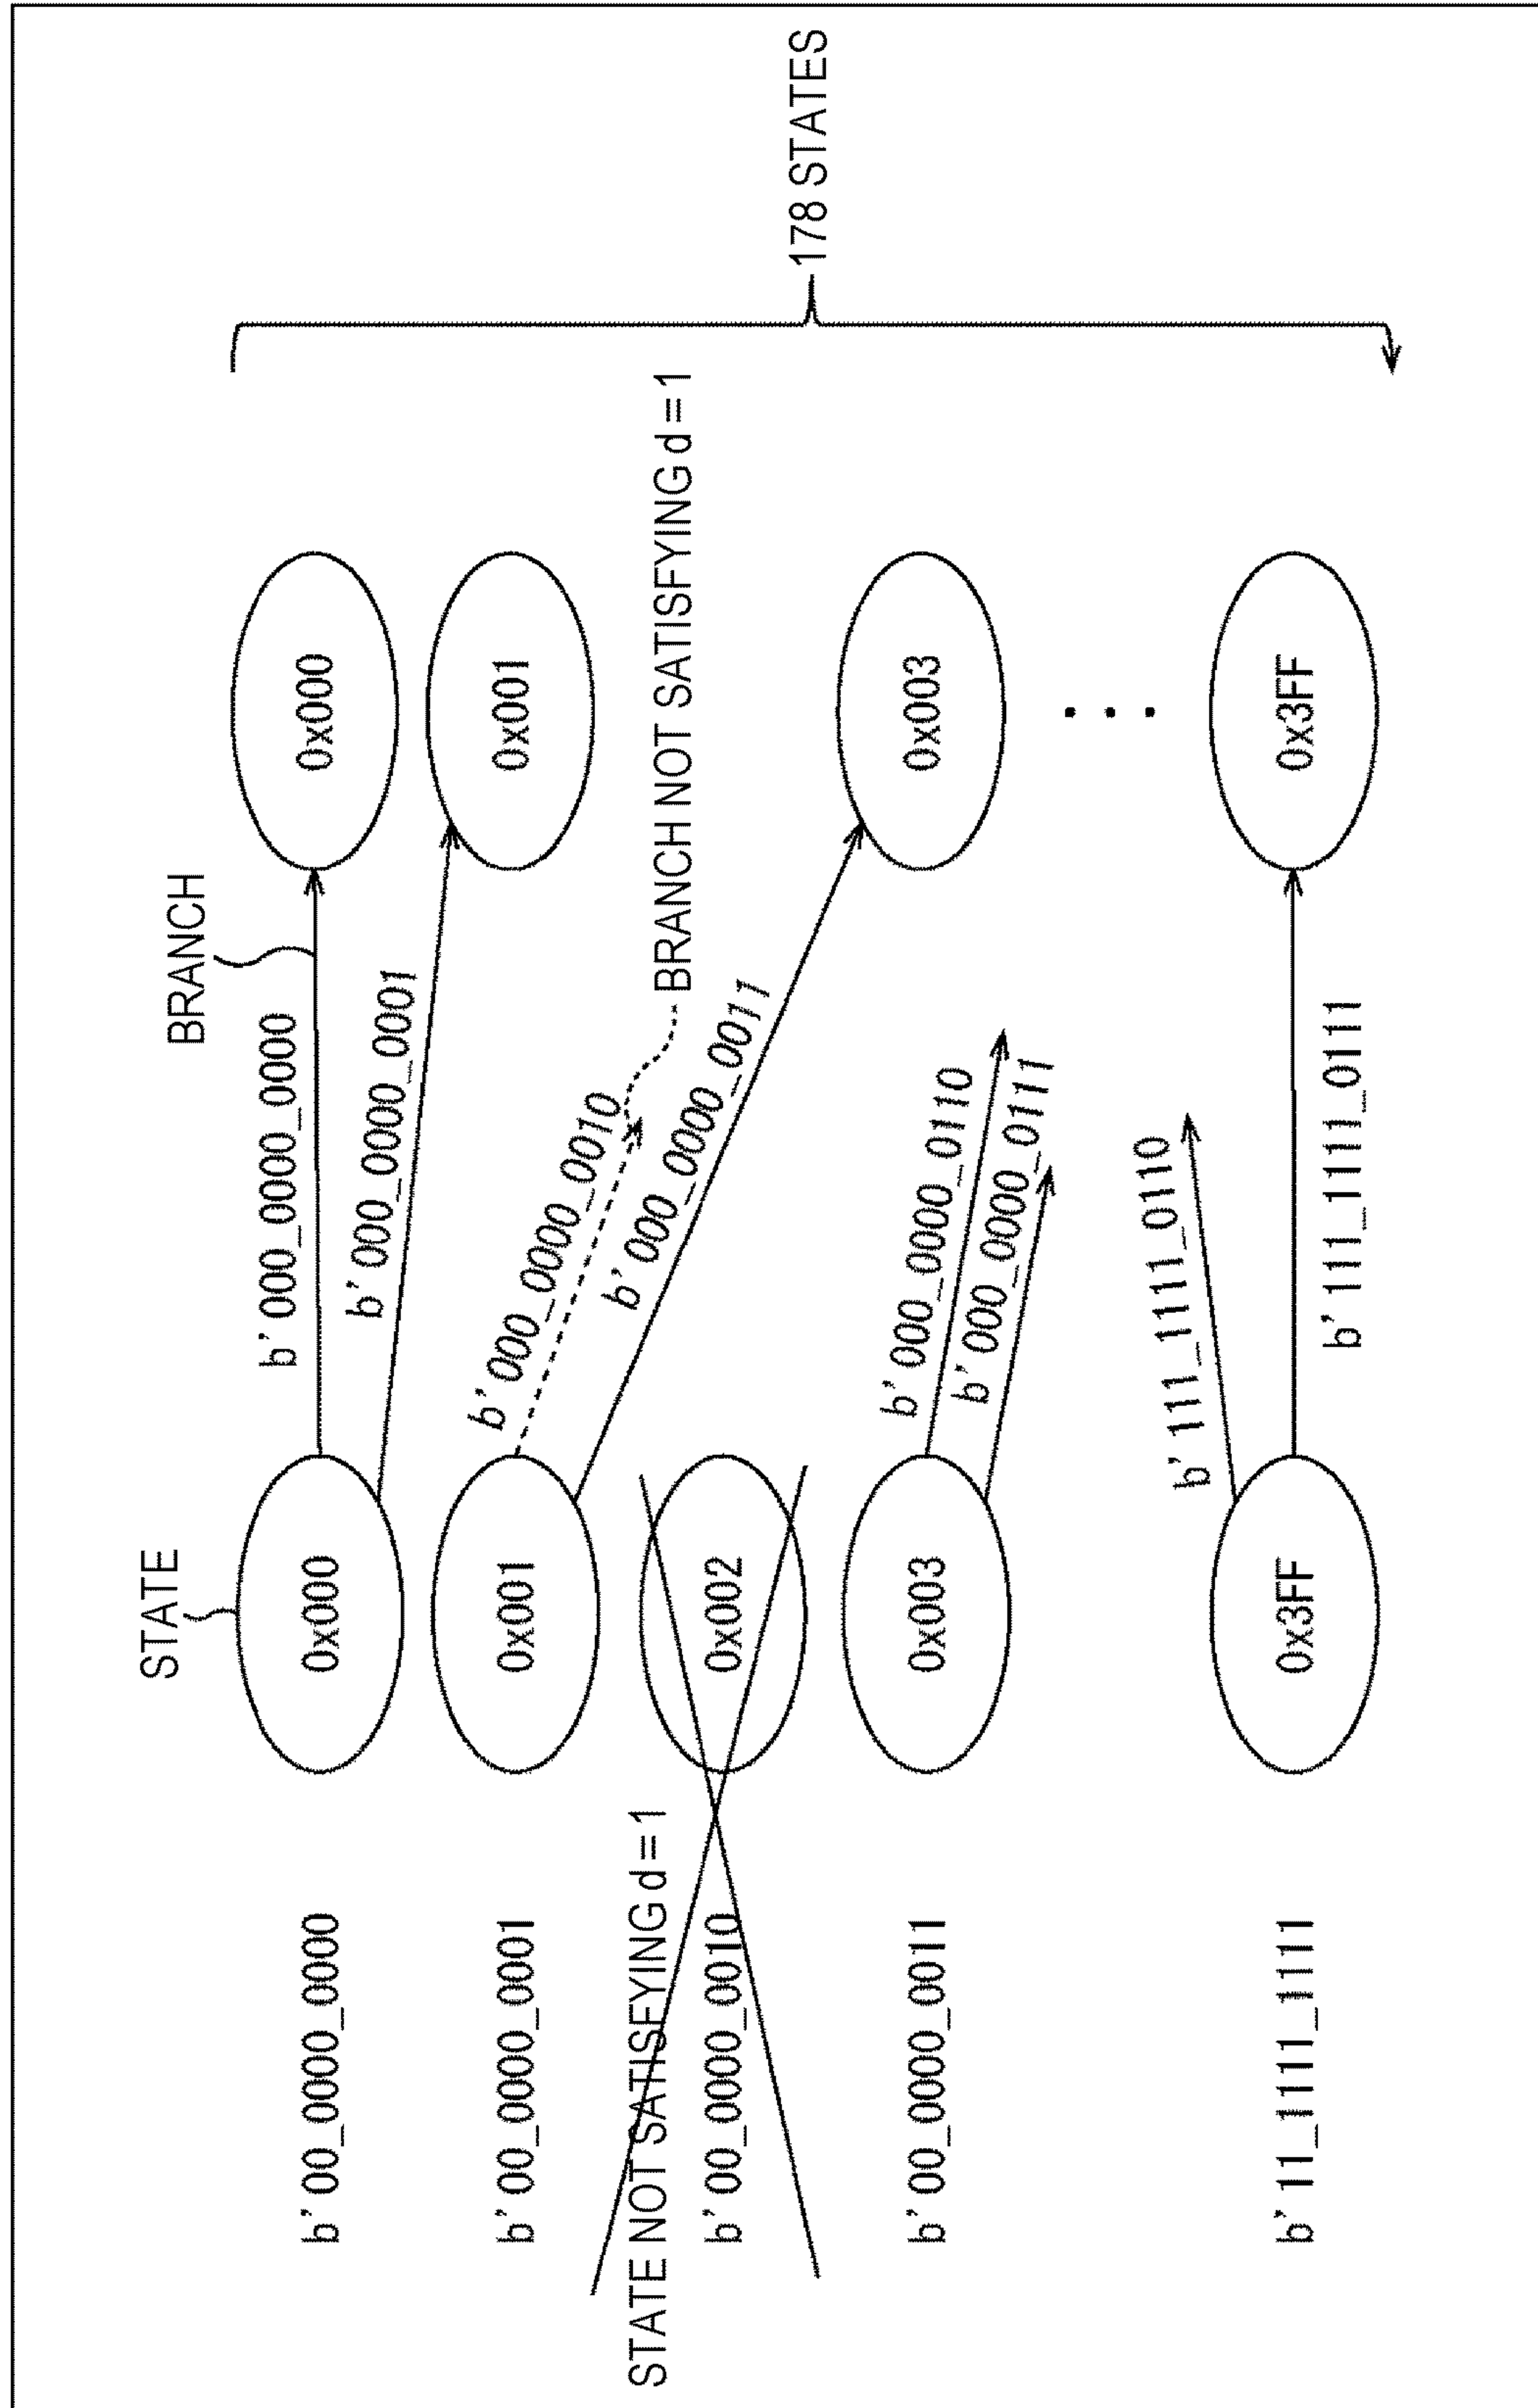 STATE
BRANCH
b' 00_0000_0000
0x000
b' 000_0000_0000
0x000
b' 000_0000_0001
b' 00_0000_0001
0x001
0x001
b' 000_0000_0010
BRANCH NOT SATISFYING d = 1
b' 000_0000_0011
STATE NOT SATISFYING d = 1
b' 00_0000_0010
0x002
178 STATES
b' 00_0000_0011
0x003
b' 000_0000_0110
b' 000_0000_0111
0x003
. . .
b' 111_1111_0110
b' 11_1111_1111
0x3FF
0x3FF
b' 111_1111_0111